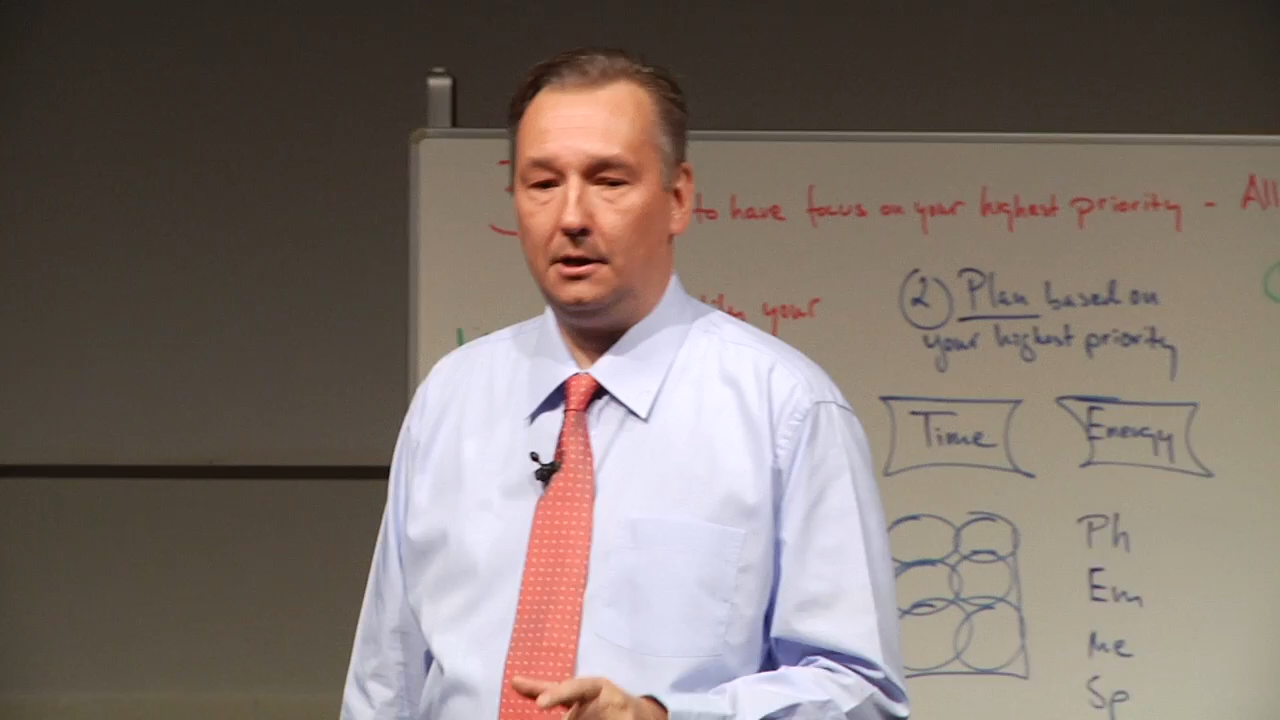 to have focus on your highest priority - All
your
② Plan based on
your highest priority
Time
Energy
Ph
Em
Me
Sp